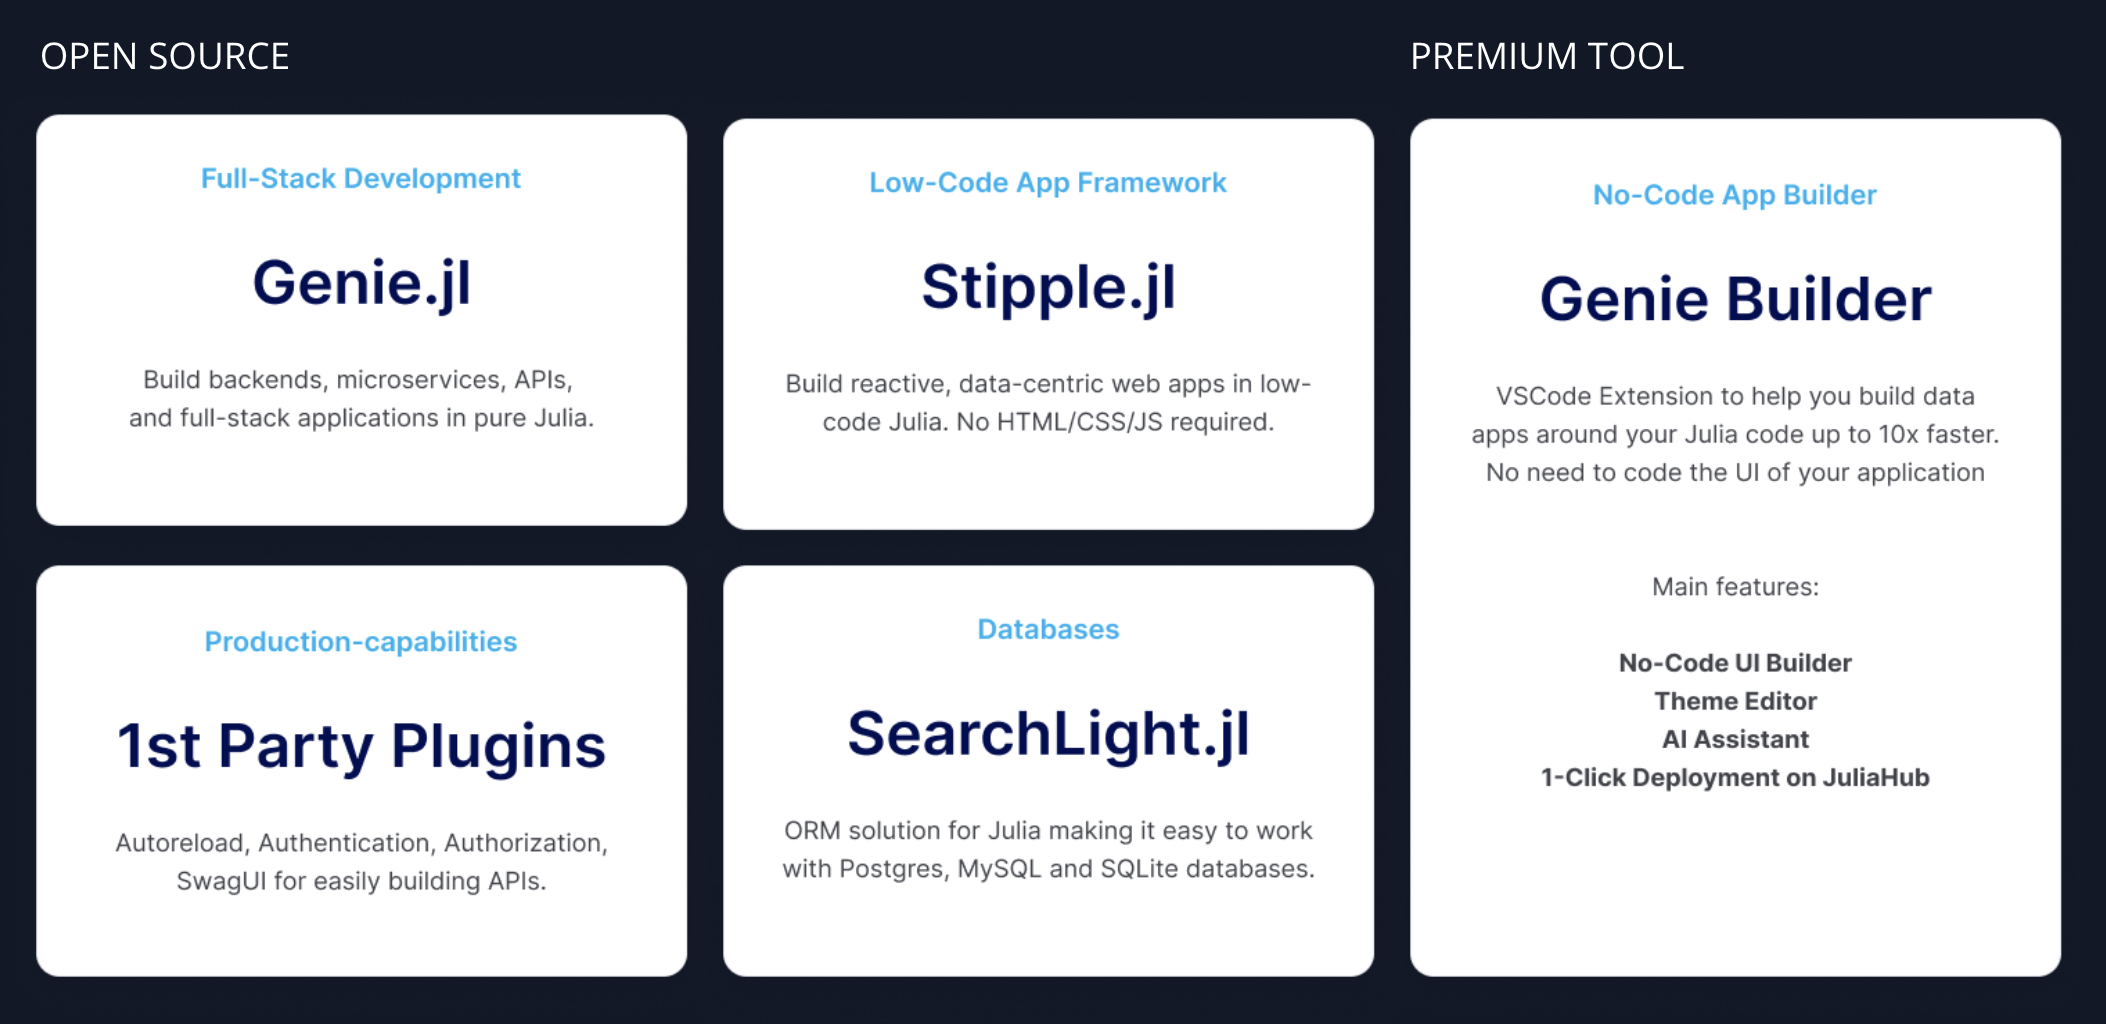 OPEN SOURCE
Full-Stack Development
Genie.jl
Build backends, microservices, APIs,
and full-stack applications in pure Julia.
Low-Code App Framework
Stipple.jl
Build reactive, data-centric web apps in low-
code Julia. No HTML/CSS/JS required.
Production-capabilities
1st Party Plugins
Autoreload, Authentication, Authorization,
SwagUI for easily building APIs.
Databases
SearchLight.jl
ORM solution for Julia making it easy to work
with Postgres, MySQL and SQLite databases.
PREMIUM TOOL
No-Code App Builder
Genie Builder
VSCode Extension to help you build data
apps around your Julia code up to 10x faster.
No need to code the UI of your application
Main features:
No-Code UI Builder
Theme Editor
AI Assistant
1-Click Deployment on JuliaHub